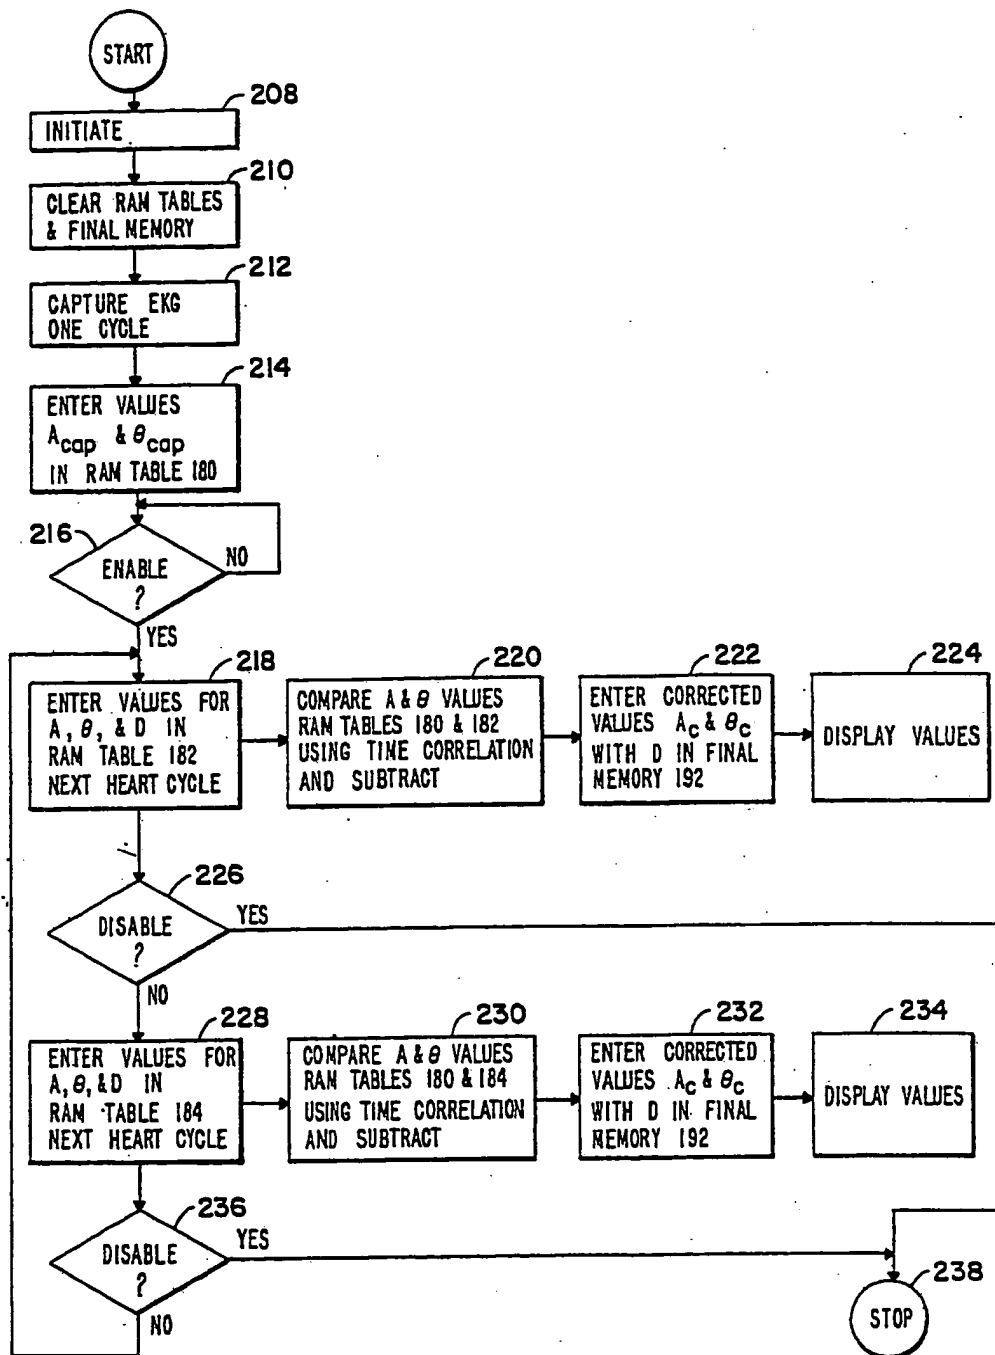 START
208
INITIATE
210
CLEAR RAM TABLES
& FINAL MEMORY
212
CAPTURE EKG
ONE CYCLE
214
ENTER VALUES
Acap & θcap
IN RAM TABLE 180
216
ENABLE
?
NO
YES
218
ENTER VALUES FOR
A, θ, & D IN
RAM TABLE 182
NEXT HEART CYCLE
220
COMPARE A & θ VALUES
RAM TABLES 180 & 182
USING TIME CORRELATION
AND SUBTRACT
222
ENTER CORRECTED
VALUES Ac & θc
WITH D IN FINAL
MEMORY 192
224
DISPLAY VALUES
226
DISABLE
?
YES
NO
228
ENTER VALUES FOR
A, θ, & D IN
RAM TABLE 184
NEXT HEART CYCLE
230
COMPARE A & θ VALUES
RAM TABLES 180 & 184
USING TIME CORRELATION
AND SUBTRACT
232
ENTER CORRECTED
VALUES Ac & θc
WITH D IN FINAL
MEMORY 192
234
DISPLAY VALUES
236
DISABLE
?
YES
NO
238
STOP